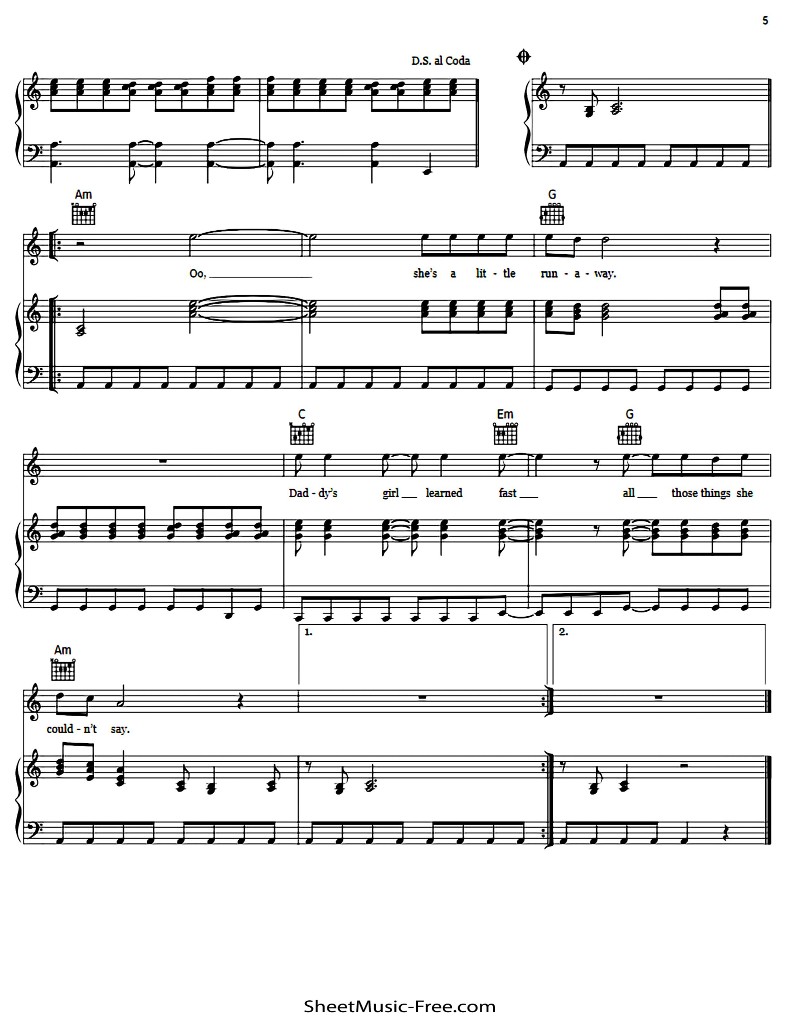 5
D.S. al Coda
Am G
Oo, she's a lit - tle run - a - way.
C Em G
Dad - dy's girl learned fast all those things she
Am 1. 2.
could - n't say.
SheetMusic-Free.com